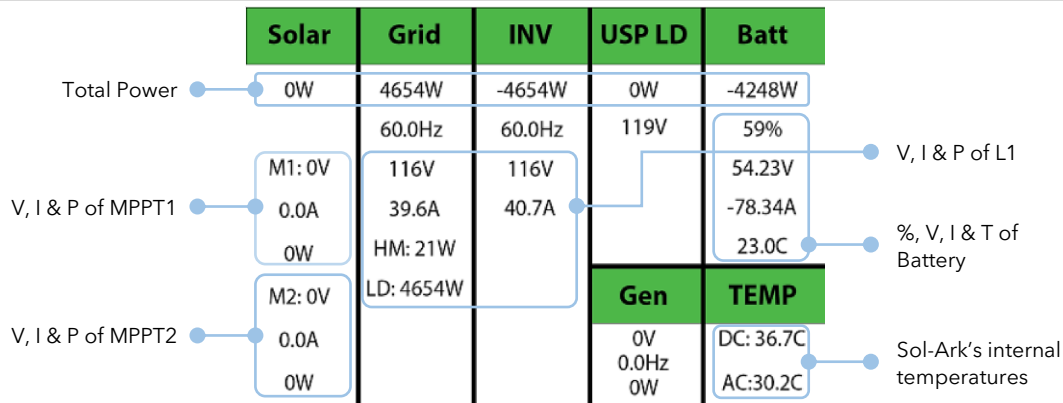 Solar Grid INV USP LD Batt
Total Power 0W 4654W -4654W 0W -4248W
60.0Hz 60.0Hz 119V 59%
M1: 0V 116V 116V 54.23V V, I & P of L1
V, I & P of MPPT1 0.0A 39.6A 40.7A -78.34A
0W HM: 21W 23.0C %, V, I & T of
Battery
M2: 0V LD: 4654W Gen TEMP
V, I & P of MPPT2 0.0A 0V DC: 36.7C Sol-Ark's internal
0.0Hz temperatures
0W 0W AC:30.2C